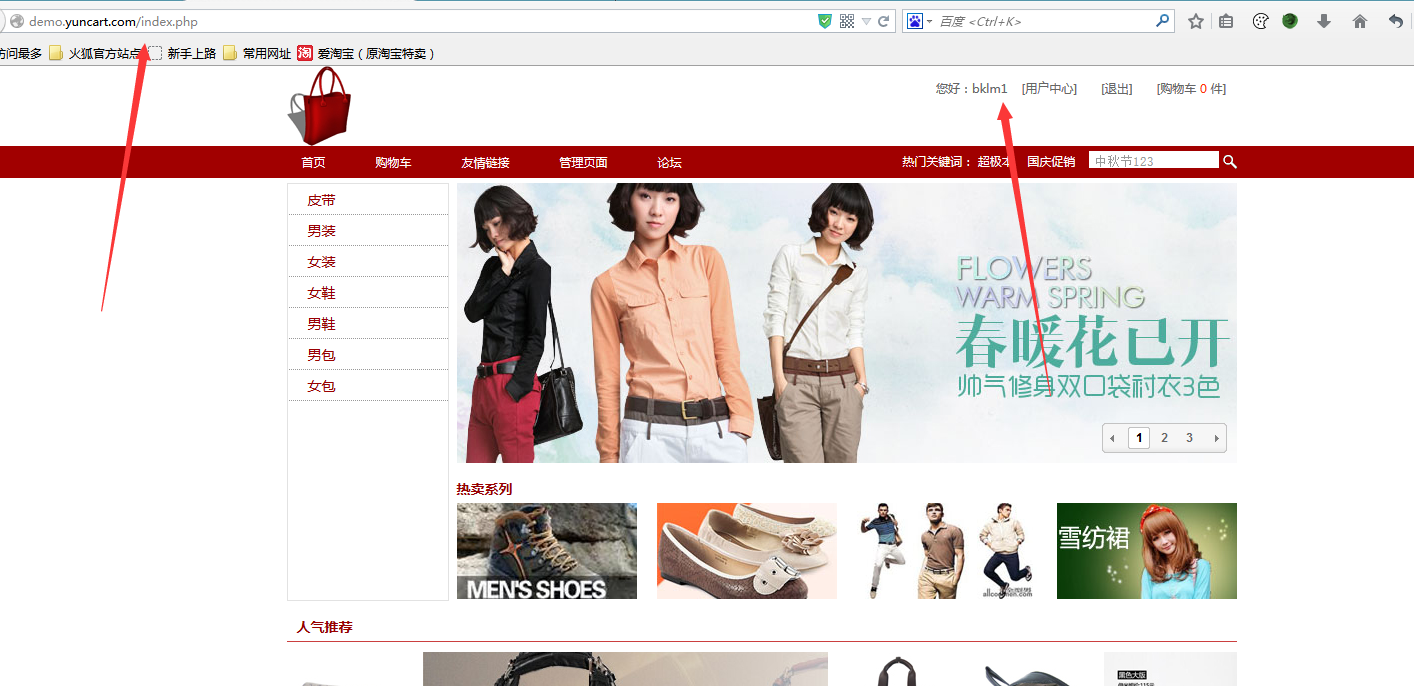 demo.yuncart.com/index.php
百度 <Ctrl+K>
问最多 火狐官方站点 新手上路 常用网址 淘 爱淘宝（原淘宝特卖）
您好：bklm1 [用户中心] [退出] [购物车 0 件]
首页 购物车 友情链接 管理页面 论坛 热门关键词： 超极本 国庆促销 中秋节123
皮带
男装
女装
女鞋
男鞋
男包
女包
FLOWERS
WARM SPRING
春暖花已开
帅气修身双口袋衬衣3色
1 2 3
热卖系列
MEN'S SHOES
雪纺裙
人气推荐
黑色大版